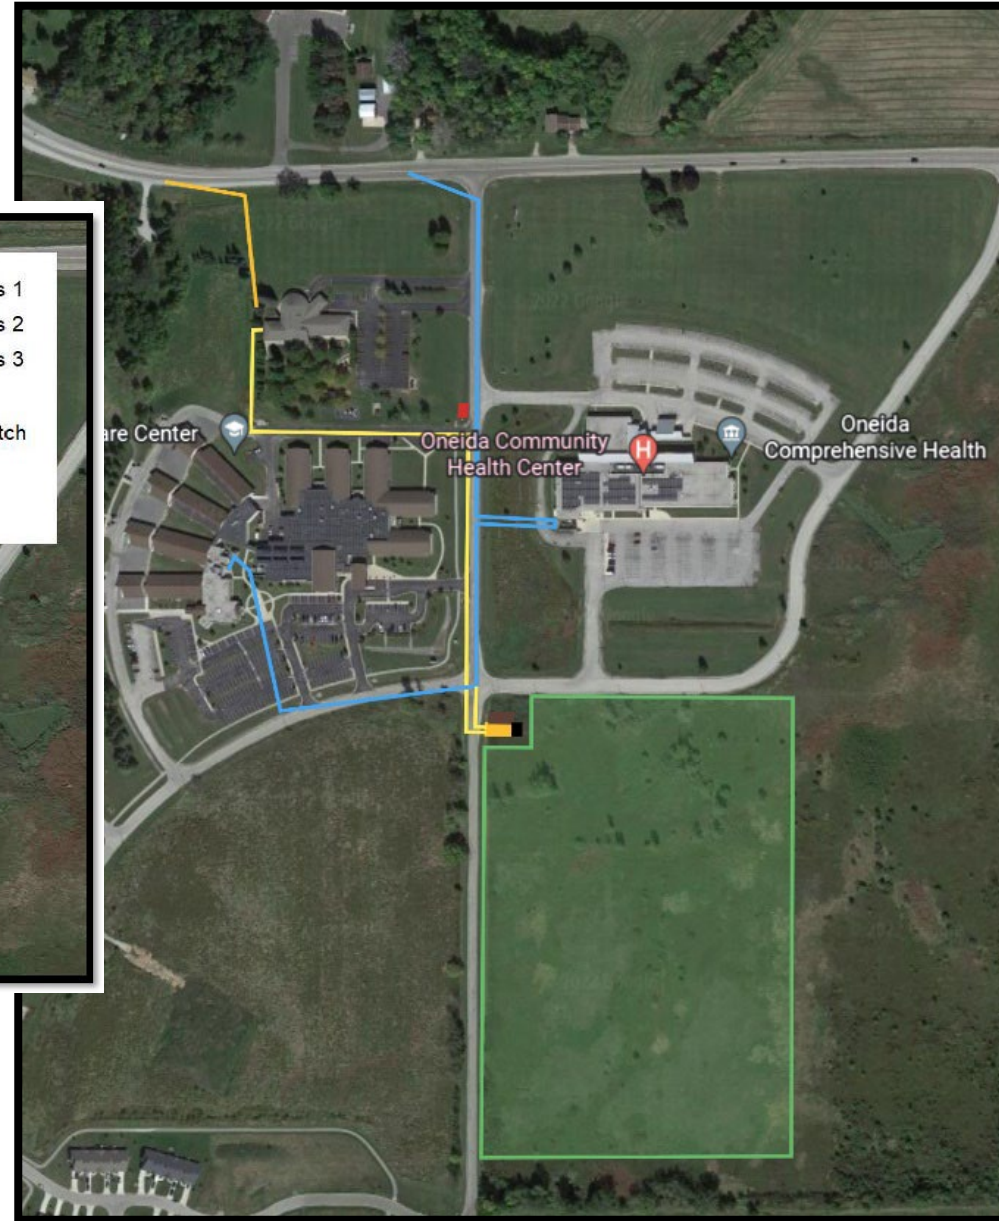 s 1
s 2
s 3
tch
are Center
Oneida Community
Health Center
H
Oneida
Comprehensive Health